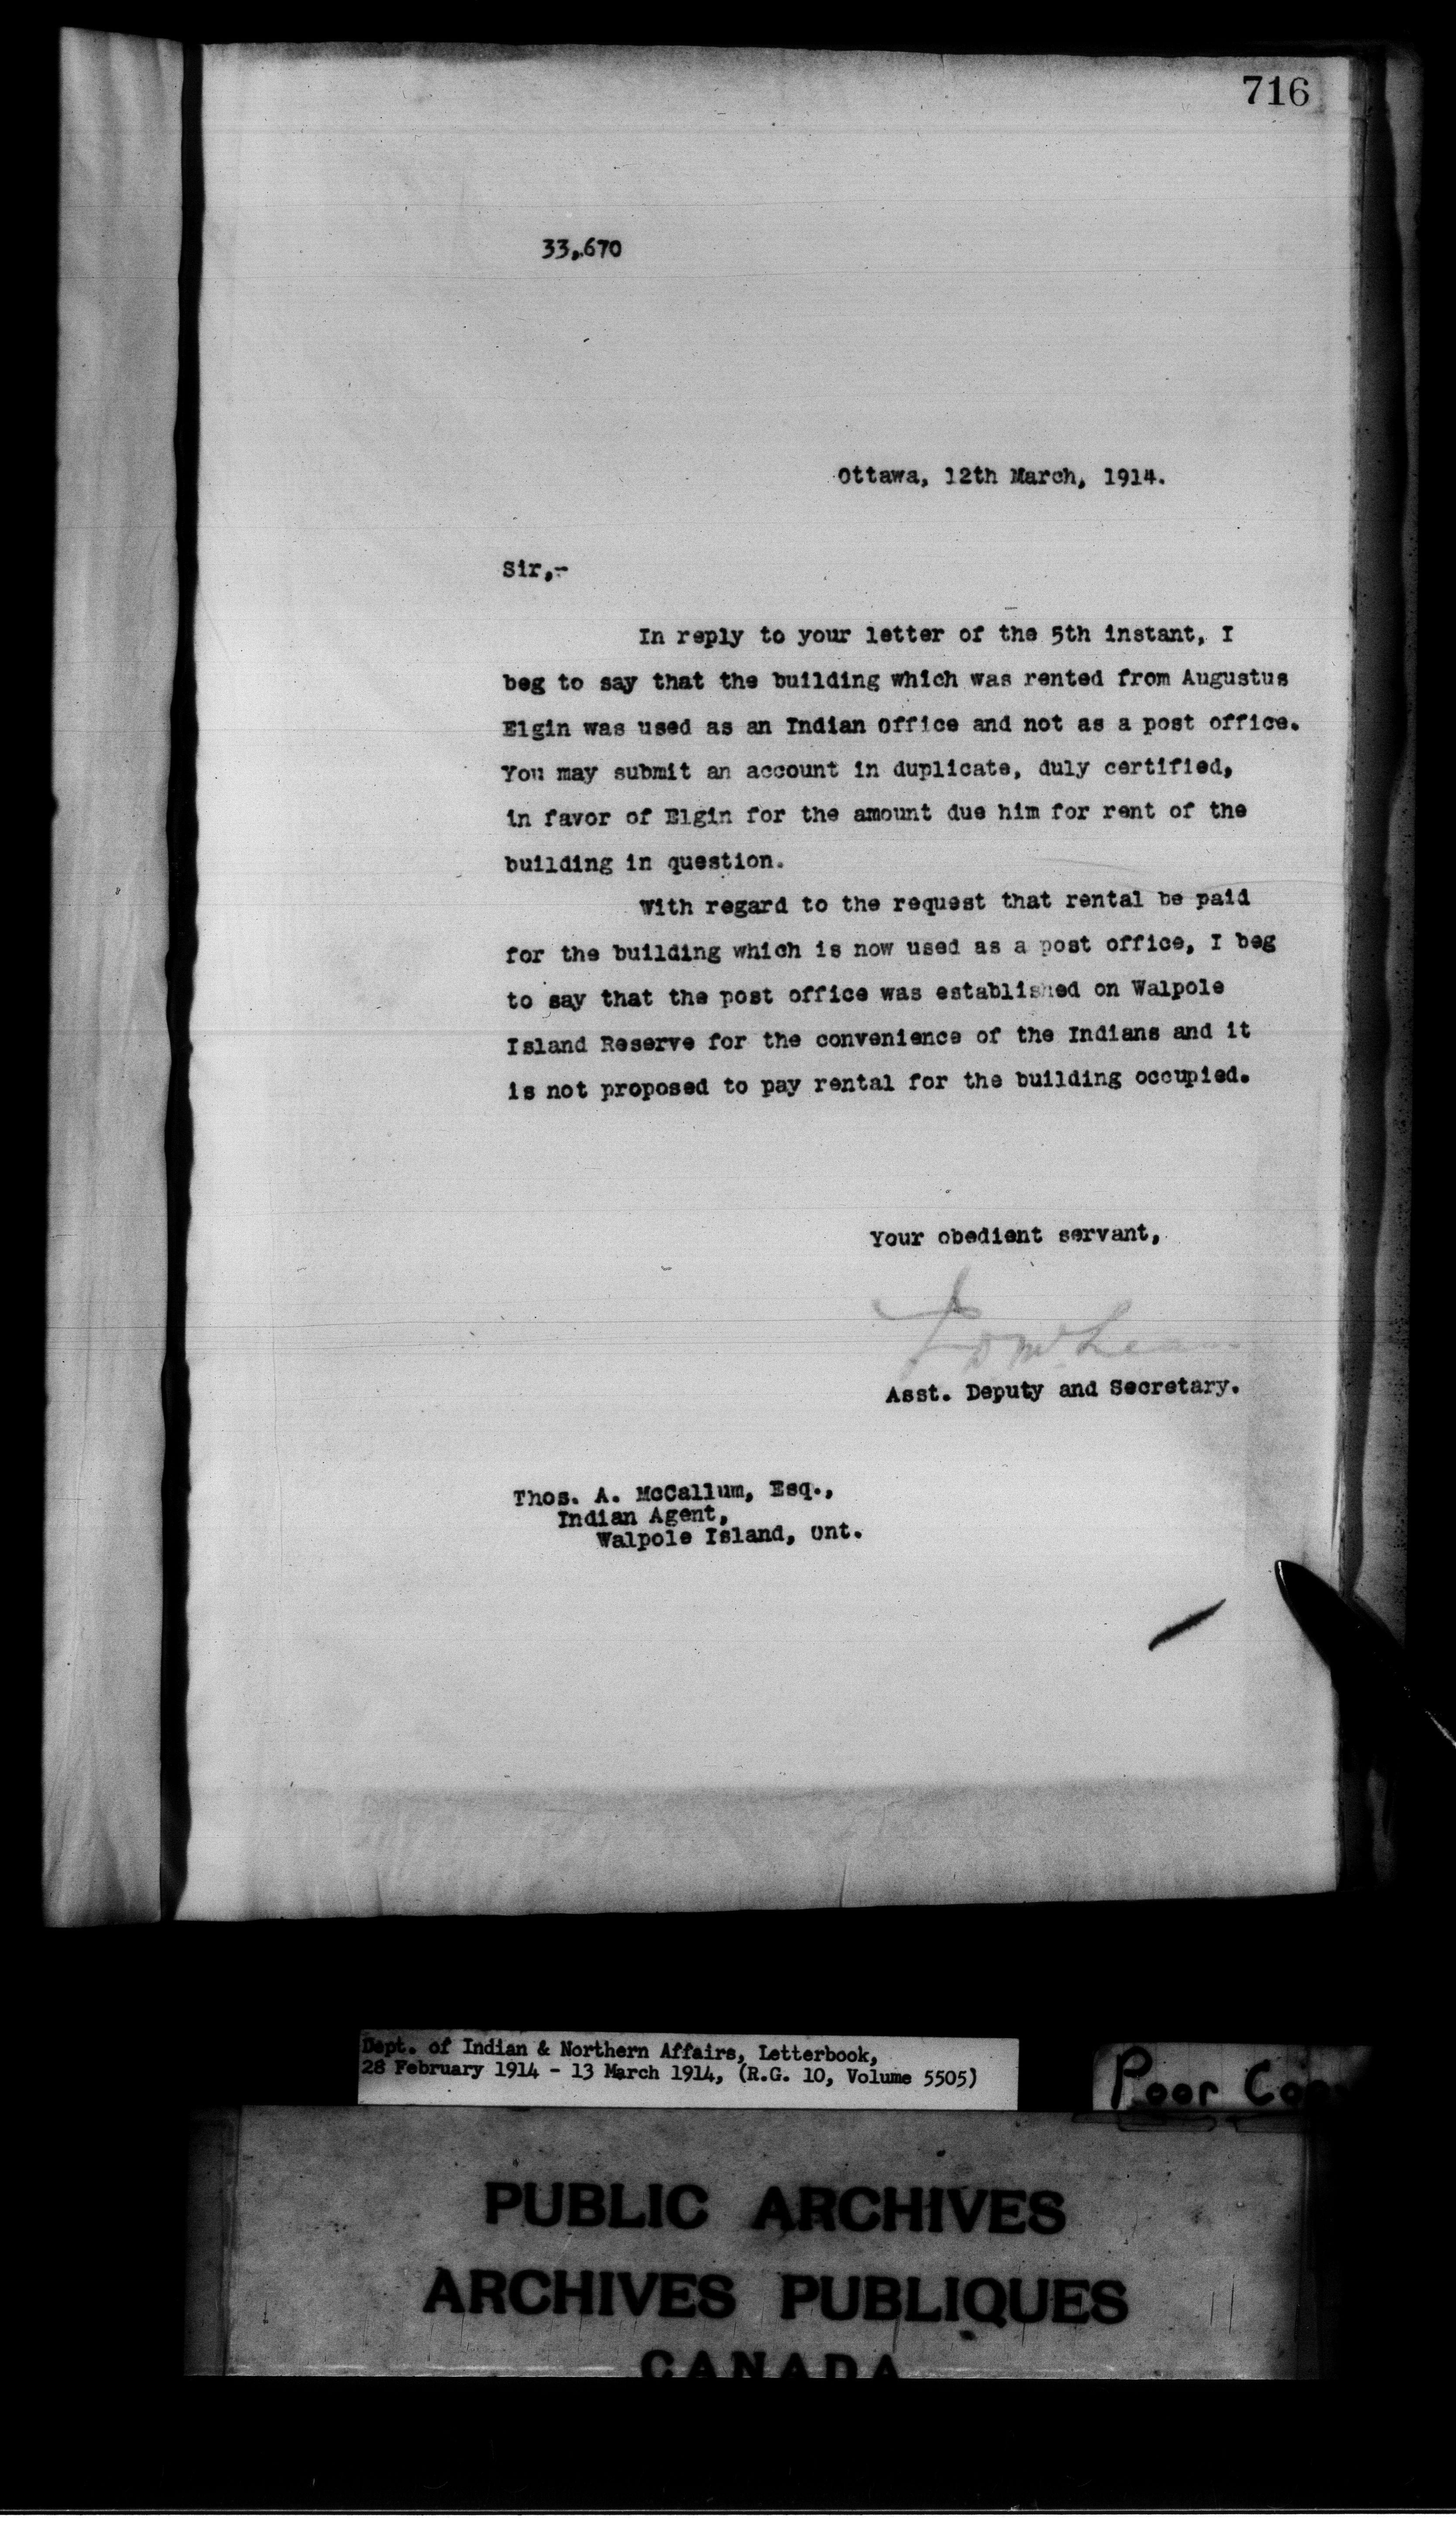 716
33,670
Ottawa, 12th March, 1914.
Sir,-
In reply to your letter of the 5th instant, I
beg to say that the building which was rented from Augustus
Elgin was used as an Indian Office and not as a post office.
You may submit an account in duplicate, duly certified,
in favor of Elgin for the amount due him for rent of the
building in question.
With regard to the request that rental be paid
for the building which is now used as a post office, I beg
to say that the post office was established on Walpole
Island Reserve for the convenience of the Indians and it
is not proposed to pay rental for the building occupied.
Your obedient servant,
J D McLean
Asst. Deputy and Secretary.
Thos. A. McCallum, Esq.,
Indian Agent,
Walpole Island, Ont.
Dept. of Indian & Northern Affairs, Letterbook,
28 February 1914 - 13 March 1914, (R.G. 10, Volume 5505)
Poor Copy
PUBLIC ARCHIVES
ARCHIVES PUBLIQUES
CANADA